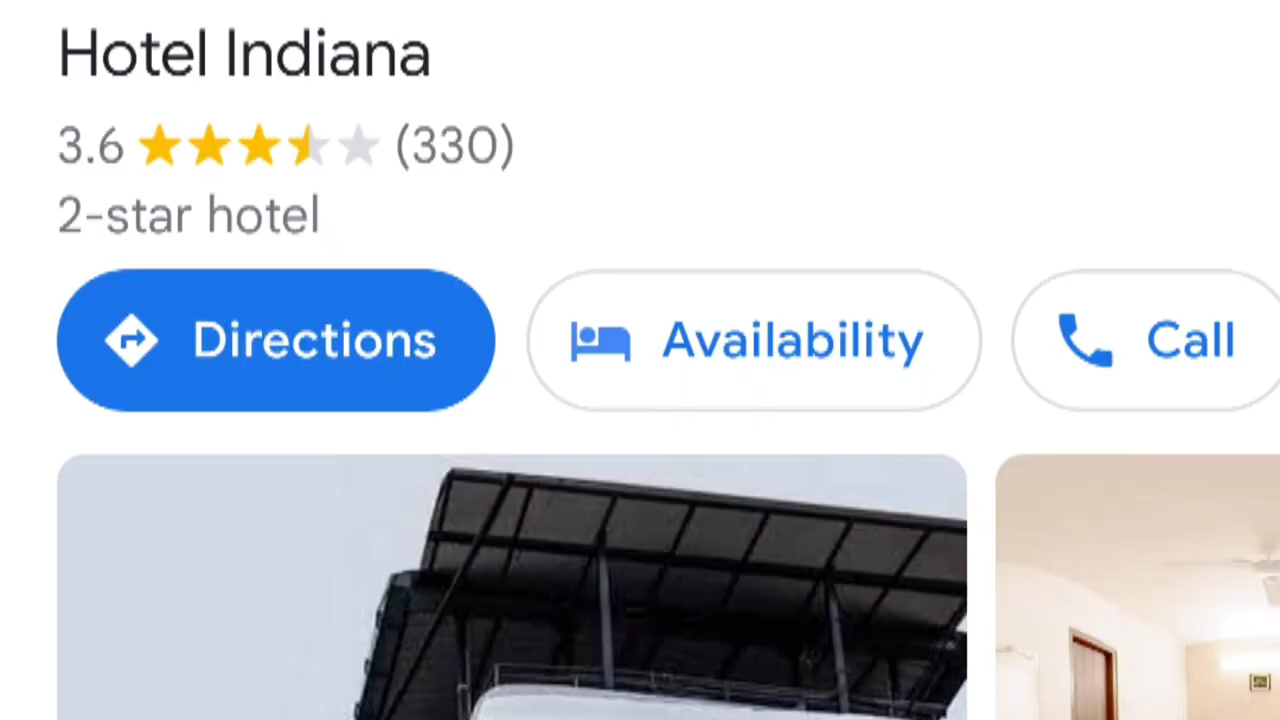 Hotel Indiana
3.6 (330)
2-star hotel
Directions
Availability
Call